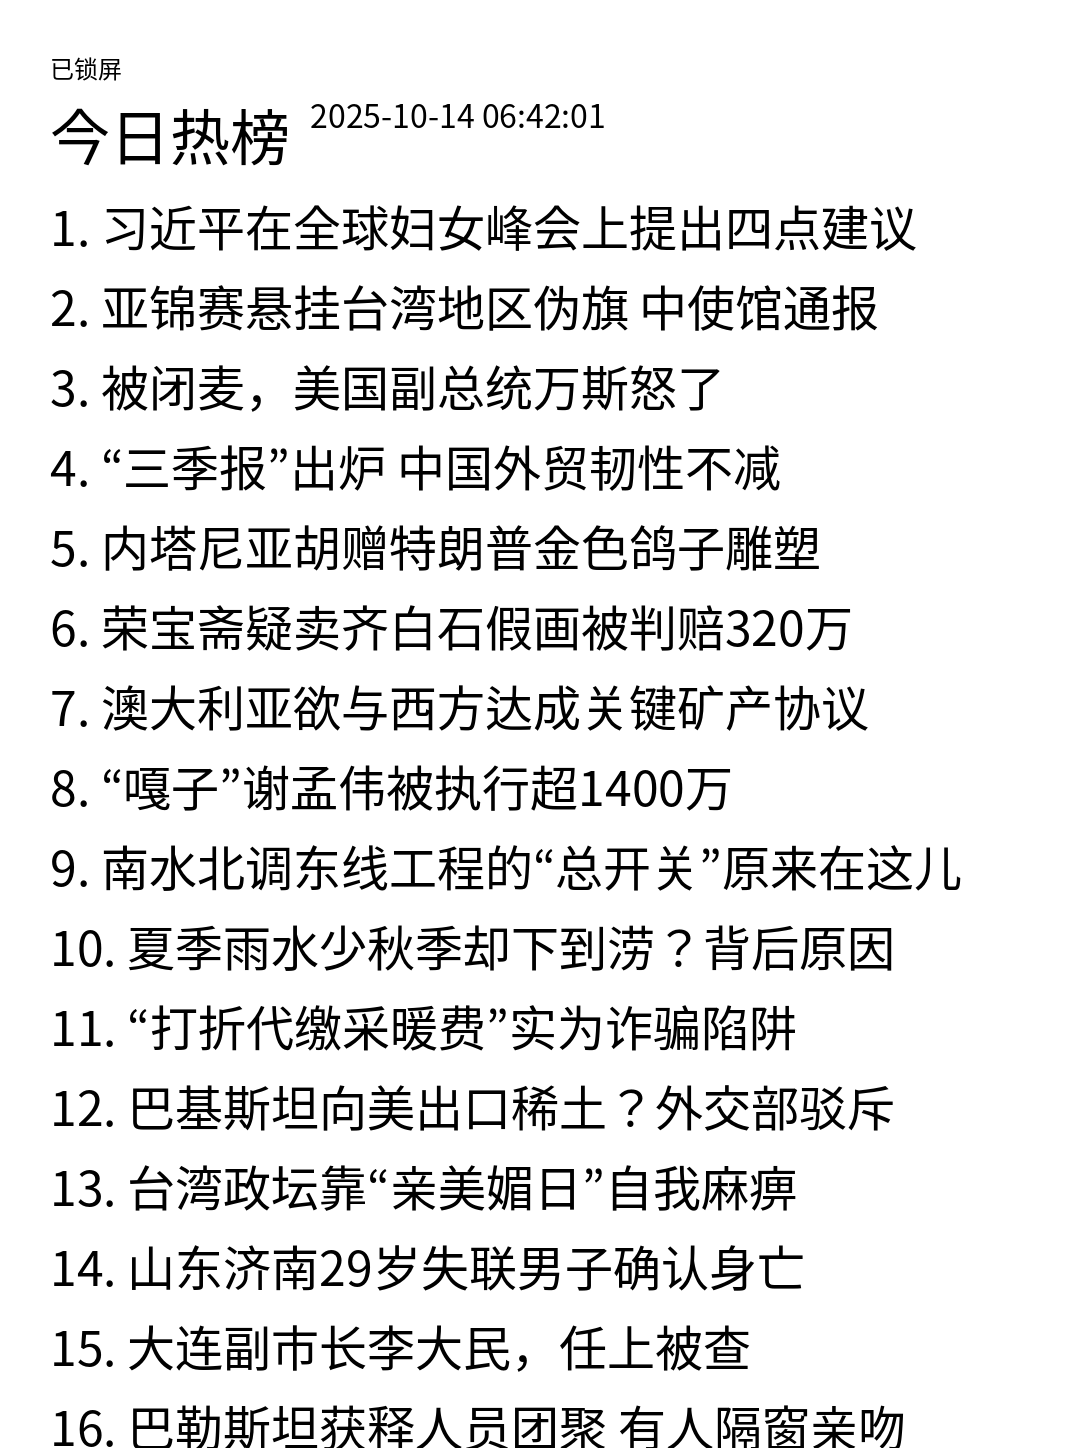 已锁屏
今日热榜 2025-10-14 06:42:01
1. 习近平在全球妇女峰会上提出四点建议
2. 亚锦赛悬挂台湾地区伪旗 中使馆通报
3. 被闭麦，美国副总统万斯怒了
4. “三季报”出炉 中国外贸韧性不减
5. 内塔尼亚胡赠特朗普金色鸽子雕塑
6. 荣宝斋疑卖齐白石假画被判赔320万
7. 澳大利亚欲与西方达成关键矿产协议
8. “嘎子”谢孟伟被执行超1400万
9. 南水北调东线工程的“总开关”原来在这儿
10. 夏季雨水少秋季却下到涝？背后原因
11. “打折代缴采暖费”实为诈骗陷阱
12. 巴基斯坦向美出口稀土？外交部驳斥
13. 台湾政坛靠“亲美媚日”自我麻痹
14. 山东济南29岁失联男子确认身亡
15. 大连副市长李大民，任上被查
16. 巴勒斯坦获释人员团聚 有人隔窗亲吻